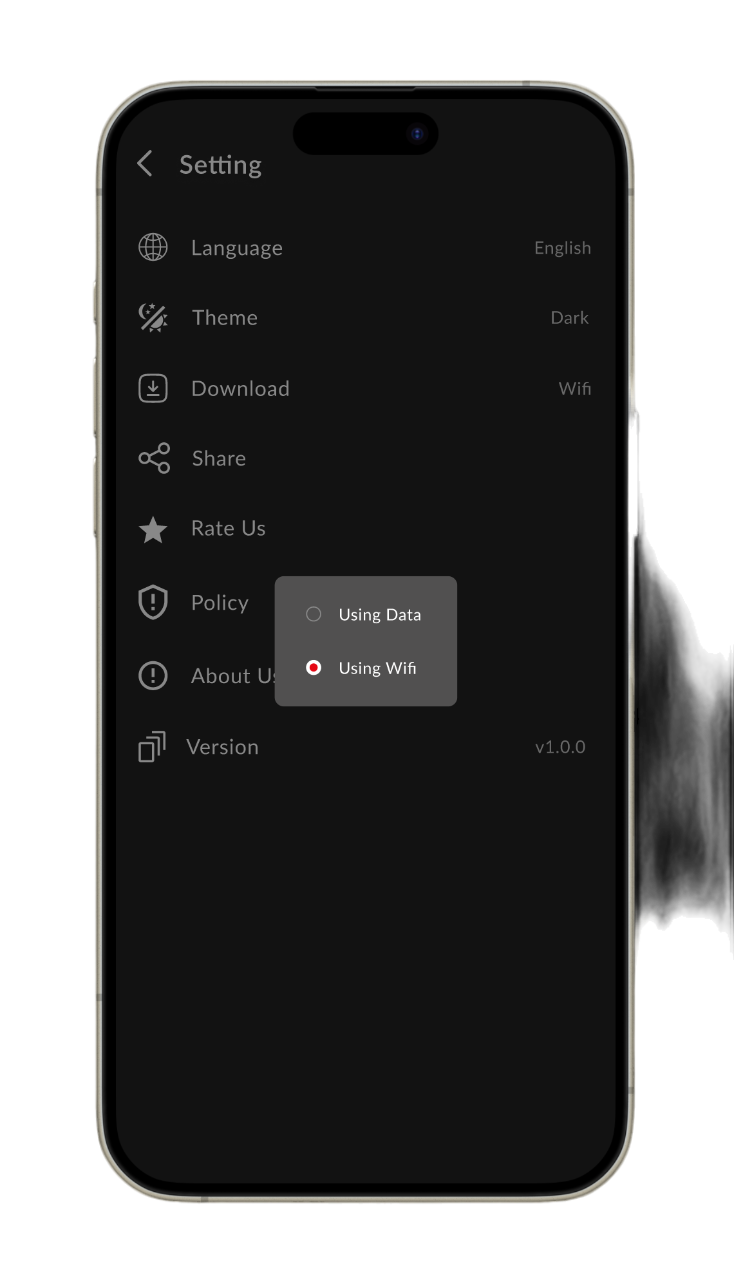 Setting
Language English
Theme Dark
Download Wifi
Share
Rate Us
Using Data
Policy
Using Wifi
About Us
Version v1.0.0